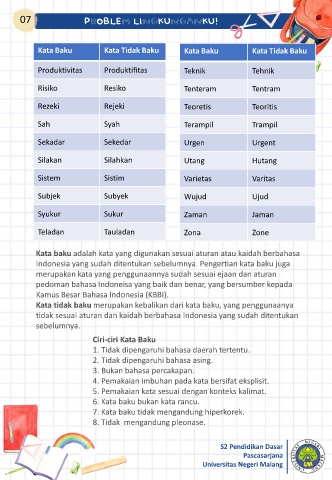 07
PROBLEM LINGKUNGANKU!
Kata Baku Kata Tidak Baku
Produktivitas Produktifitas
Risiko Resiko
Rezeki Rejeki
Sah Syah
Sekadar Sekedar
Silakan Silahkan
Sistem Sistim
Subjek Subyek
Syukur Sukur
Teladan Tauladan
Kata Baku Kata Tidak Baku
Teknik Tehnik
Tenteram Tentram
Teoretis Teoritis
Terampil Trampil
Urgen Urgent
Utang Hutang
Varietas Varitas
Wujud Ujud
Zaman Jaman
Zona Zone
Kata baku adalah kata yang digunakan sesuai aturan atau kaidah berbahasa
Indonesia yang sudah ditentukan sebelumnya. Pengertian kata baku juga
merupakan kata yang penggunaannya sudah sesuai ejaan dan aturan
pedoman bahasa Indoneisa yang baik dan benar, yang bersumber kepada
Kamus Besar Bahasa Indonesia (KBBI).
Kata tidak baku merupakan kebalikan dari kata baku, yang penggunaanya
tidak sesuai aturan dan kaidah berbahasa Indonesia yang sudah ditentukan
sebelumnya.
Ciri-ciri Kata Baku
1. Tidak dipengaruhi bahasa daerah tertentu.
2. Tidak dipengaruhi bahasa asing.
3. Bukan bahasa percakapan.
4. Pemakaian imbuhan pada kata bersifat eksplisit.
5. Pemakaian kata sesuai dengan konteks kalimat.
6. Kata baku bukan kata rancu.
7. Kata baku tidak mengandung hiperkorek.
8. Tidak mengandung pleonase.
S2 Pendidikan Dasar
Pascasarjana
Universitas Negeri Malang